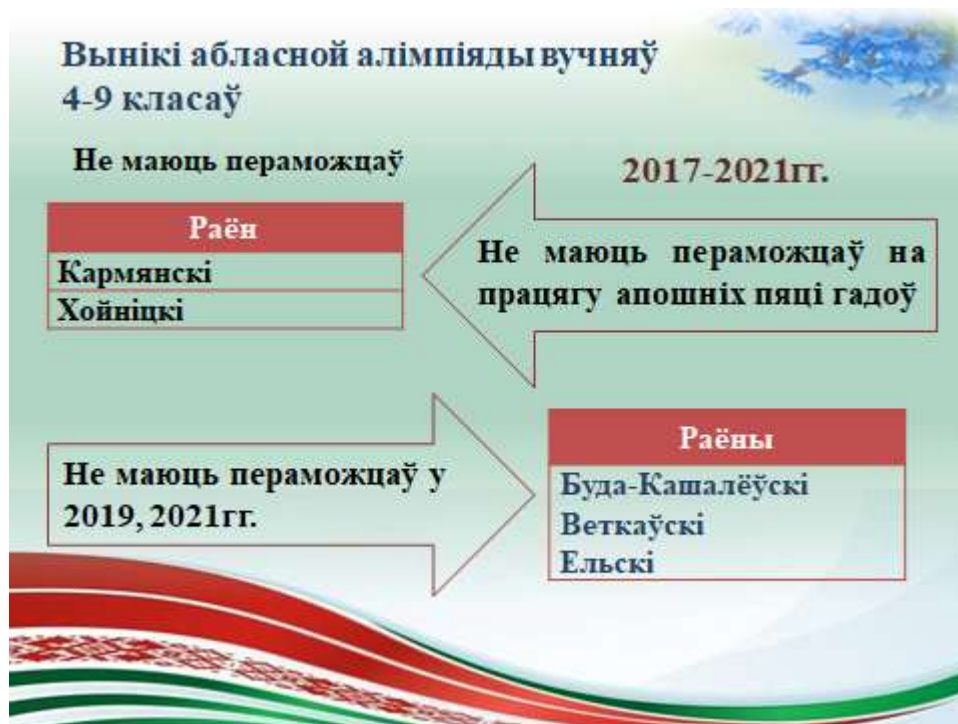 Вынікі абласной алімпіяды вучняў
4-9 класаў
Не маюць пераможцаў
2017-2021гг.
Раён
Кармянскі
Хойніцкі
Не маюць пераможцаў на
працягу апошніх пяці гадоў
Не маюць пераможцаў у
2019, 2021гг.
Раёны
Буда-Кашалёўскі
Веткаўскі
Ельскі